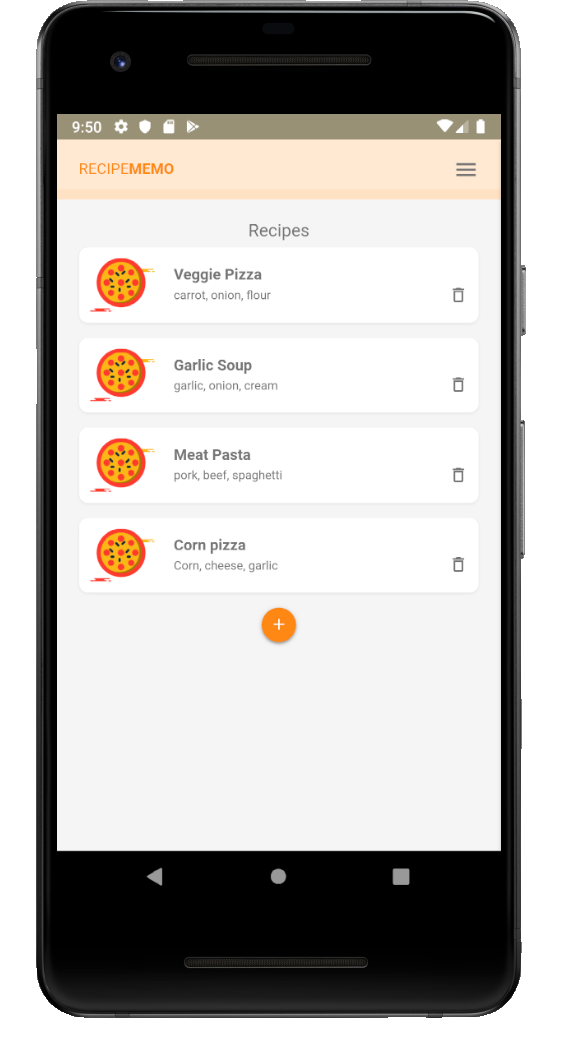 9:50
RECIPEMEMO
Recipes
Veggie Pizza
carrot, onion, flour
Garlic Soup
garlic, onion, cream
Meat Pasta
pork, beef, spaghetti
Corn pizza
Corn, cheese, garlic
+